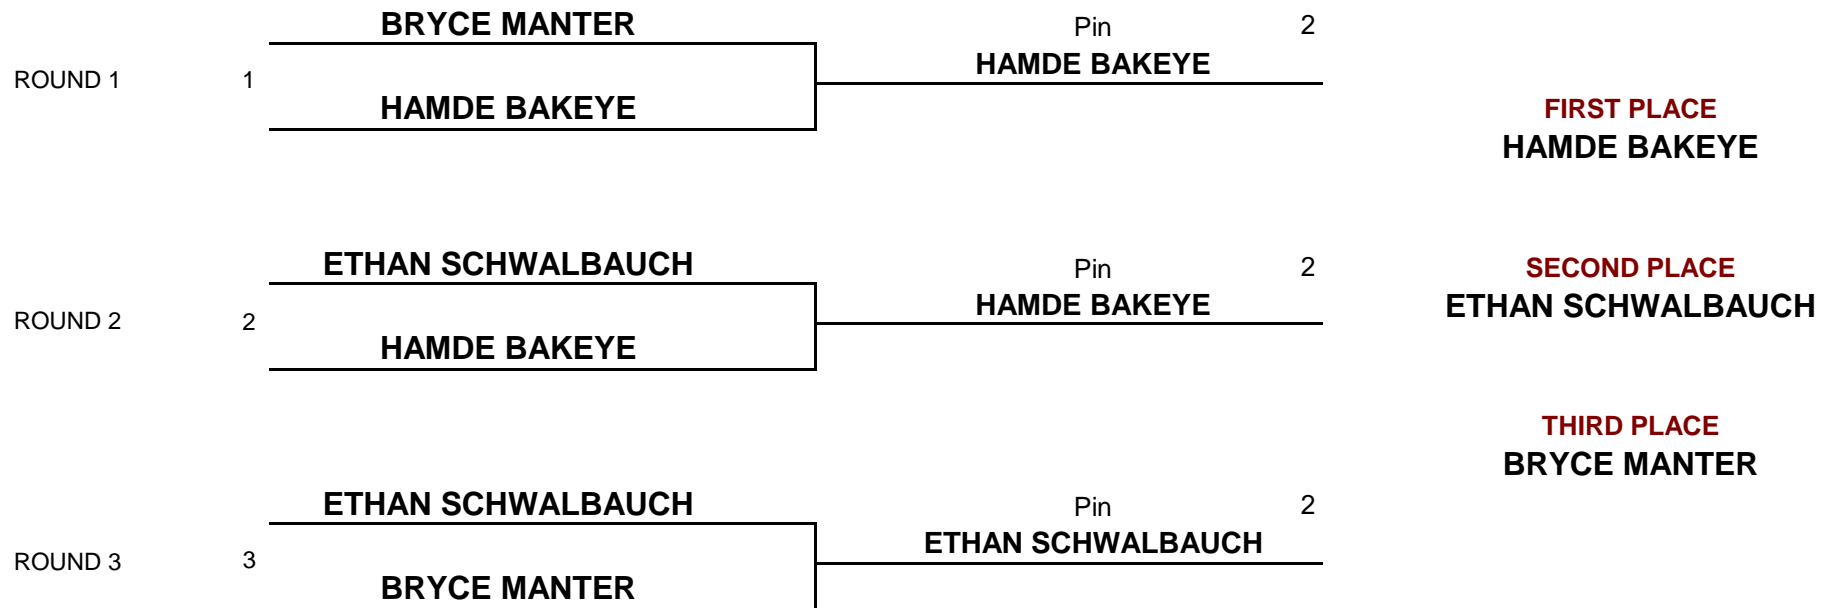 BRYCE MANTER
Pin 2
HAMDE BAKEYE
ROUND 1 1
HAMDE BAKEYE
FIRST PLACE
HAMDE BAKEYE
ETHAN SCHWALBAUCH
Pin 2
SECOND PLACE
HAMDE BAKEYE
ETHAN SCHWALBAUCH
ROUND 2 2
HAMDE BAKEYE
THIRD PLACE
BRYCE MANTER
ETHAN SCHWALBAUCH
Pin 2
ETHAN SCHWALBAUCH
ROUND 3 3
BRYCE MANTER